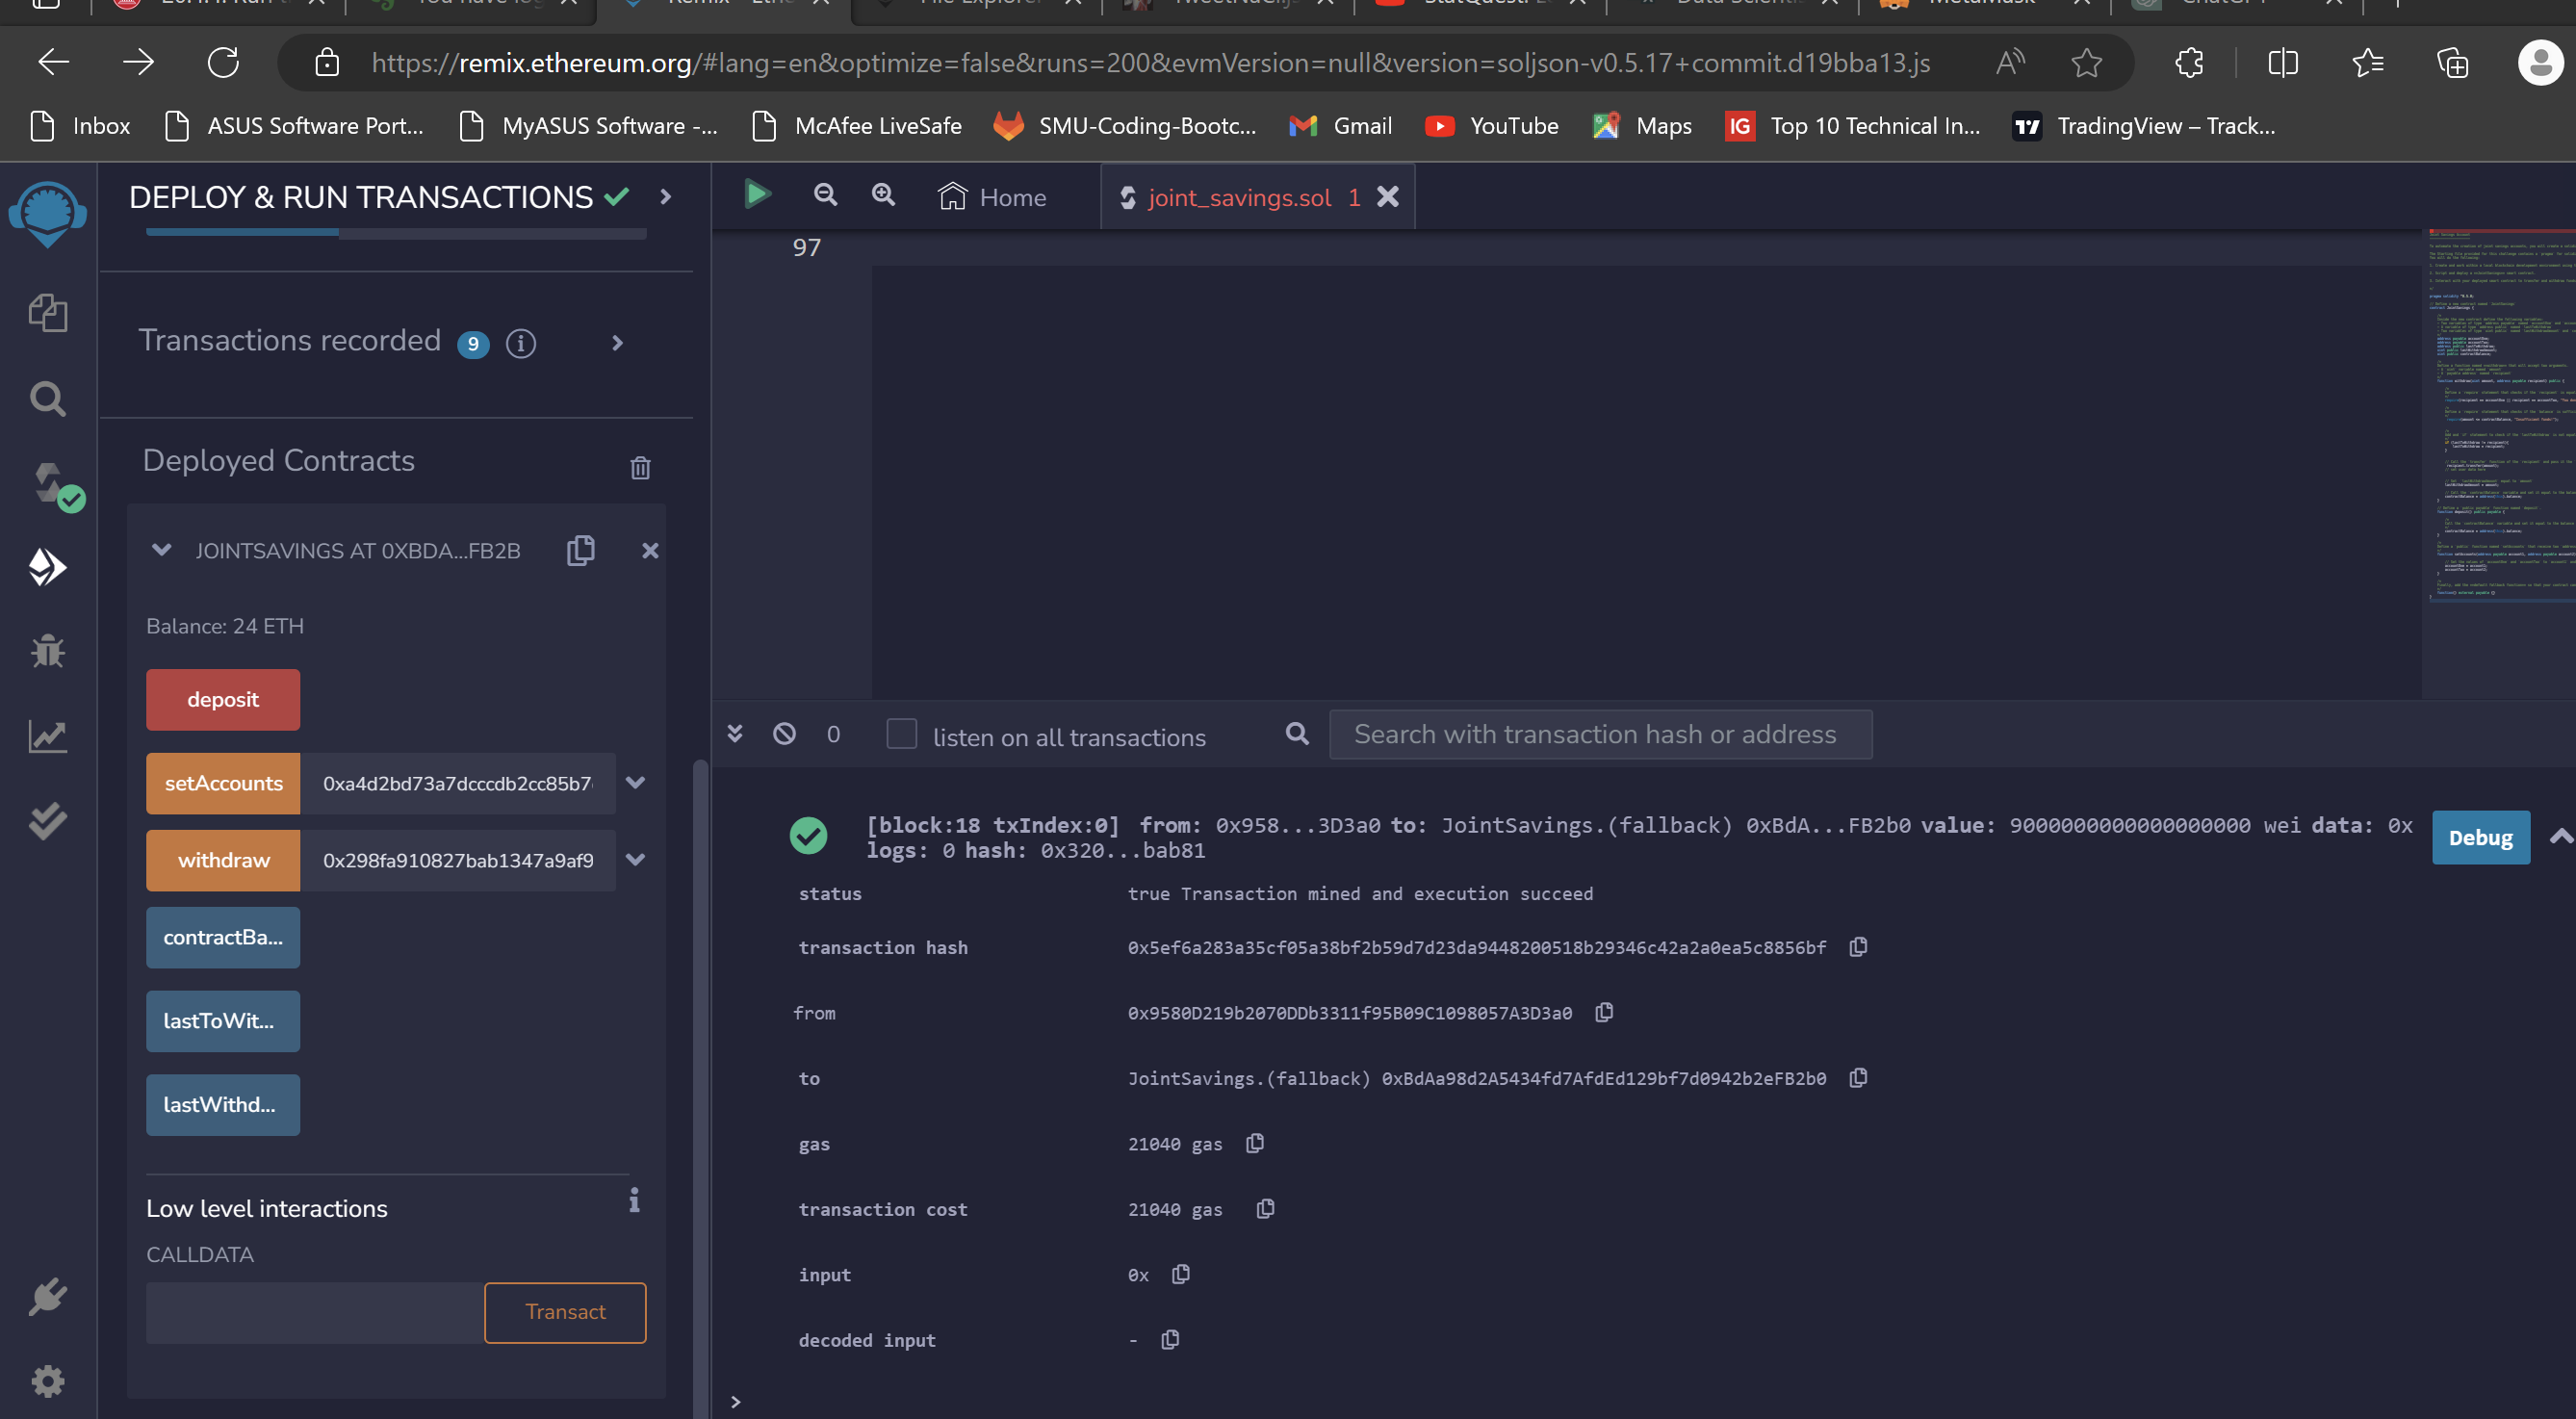 https://remix.ethereum.org/#lang=en&optimize=false&runs=200&evmVersion=null&version=soljson-v0.5.17+commit.d19bba13.js
Inbox ASUS Software Port... MyASUS Software -... McAfee LiveSafe SMU-Coding-Bootc... Gmail YouTube Maps IG Top 10 Technical In... TradingView – Track...
DEPLOY & RUN TRANSACTIONS
Home
joint_savings.sol 1
97
Transactions recorded 9
Deployed Contracts
JOINTSAVINGS AT 0XBDA...FB2B
Balance: 24 ETH
deposit
setAccounts 0xa4d2bd73a7dcccdb2cc85b7
withdraw 0x298fa910827bab1347a9af9
contractBa...
lastToWit...
lastWithd...
Low level interactions
CALLDATA
Transact
0 listen on all transactions Search with transaction hash or address
[block:18 txIndex:0] from: 0x958...3D3a0 to: JointSavings.(fallback) 0xBdA...FB2b0 value: 9000000000000000000 wei data: 0x
logs: 0 hash: 0x320...bab81
Debug
status true Transaction mined and execution succeed
transaction hash 0x5ef6a283a35cf05a38bf2b59d7d23da9448200518b29346c42a2a0ea5c8856bf
from 0x9580D219b2070DDb3311f95B09C1098057A3D3a0
to JointSavings.(fallback) 0xBdAa98d2A5434fd7AfdEd129bf7d0942b2eFB2b0
gas 21040 gas
transaction cost 21040 gas
input 0x
decoded input -
>